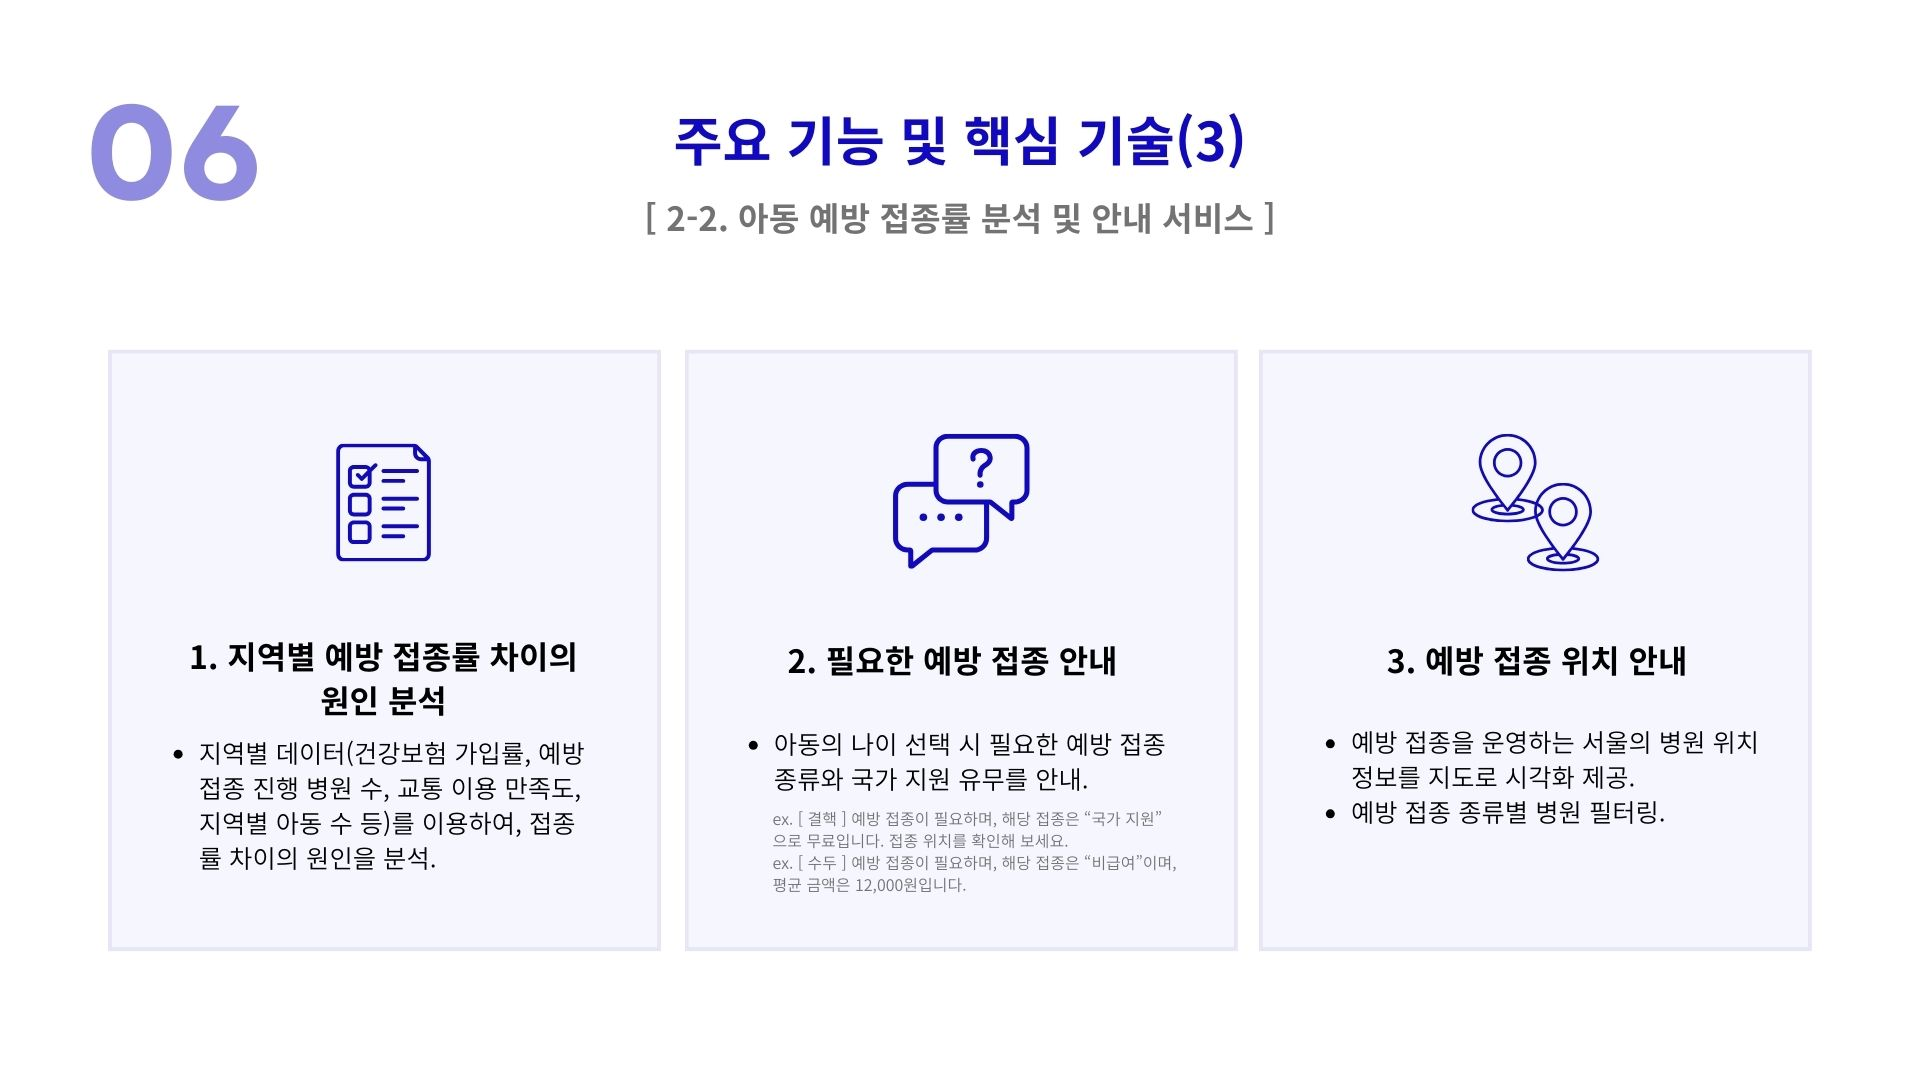 06
주요 기능 및 핵심 기술(3)
[ 2-2. 아동 예방 접종률 분석 및 안내 서비스 ]
1. 지역별 예방 접종률 차이의
원인 분석
• 지역별 데이터(건강보험 가입률, 예방
접종 진행 병원 수, 교통 이용 만족도,
지역별 아동 수 등)를 이용하여, 접종
률 차이의 원인을 분석.
?
2. 필요한 예방 접종 안내
• 아동의 나이 선택 시 필요한 예방 접종
종류와 국가 지원 유무를 안내.
ex. [ 결핵 ] 예방 접종이 필요하며, 해당 접종은 “국가 지원”
으로 무료입니다. 접종 위치를 확인해 보세요.
ex. [ 수두 ] 예방 접종이 필요하며, 해당 접종은 “비급여”이며,
평균 금액은 12,000원입니다.
3. 예방 접종 위치 안내
• 예방 접종을 운영하는 서울의 병원 위치
정보를 지도로 시각화 제공.
• 예방 접종 종류별 병원 필터링.